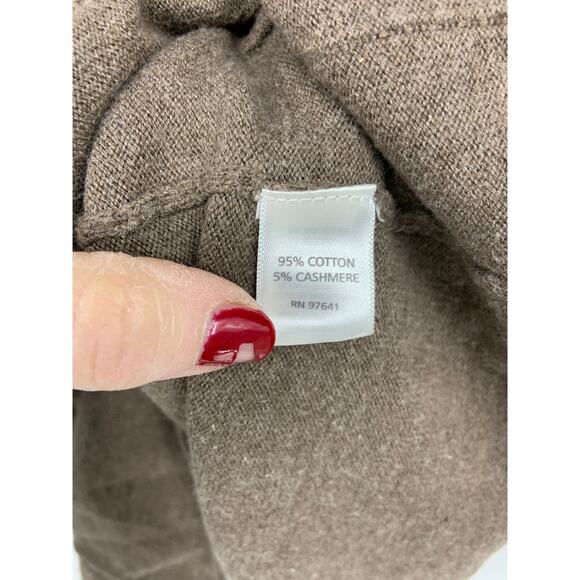 95% COTTON
5% CASHMERE
RN 97641